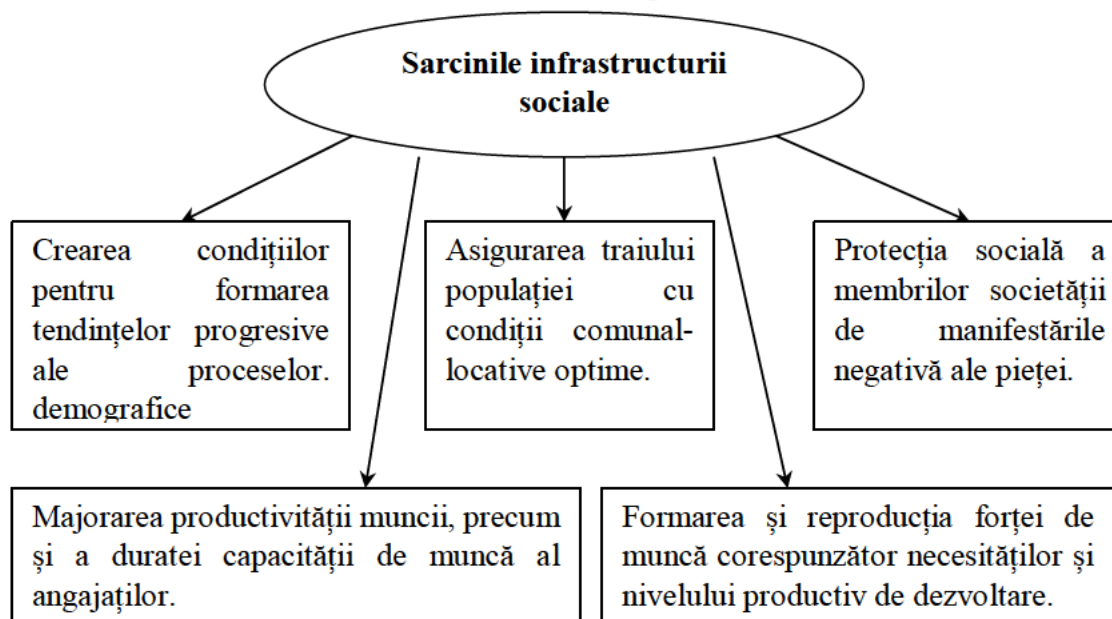 Sarcinile infrastructurii
sociale
Crearea condițiilor
pentru formarea
tendințelor progresive
ale proceselor.
demografice
Asigurarea traiului
populației cu
condiții comunal-
locative optime.
Protecția socială a
membrilor societății
de manifestările
negativă ale pieței.
Majorarea productivității muncii, precum
și a duratei capacității de muncă al
angajaților.
Formarea și reproducția forței de
muncă corespunzător necesităților și
nivelului productiv de dezvoltare.